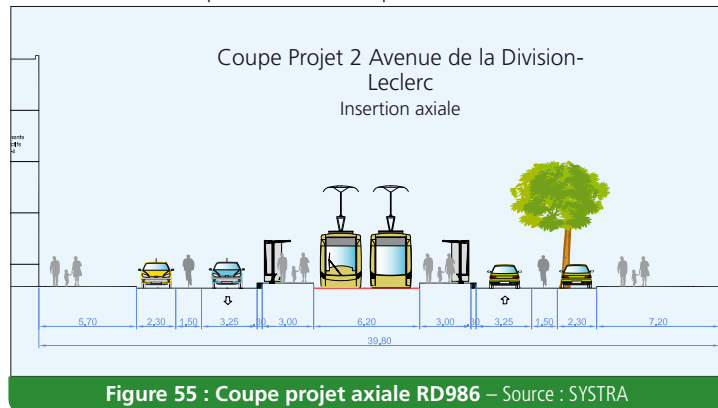 Coupe Projet 2 Avenue de la Division-
Leclerc
Insertion axiale
5,70 2,30 1,50 3,25 3,00 6,20 3,00 3,25 1,50 2,30 7,20
39,80
Figure 55 : Coupe projet axiale RD986 – Source : SYSTRA